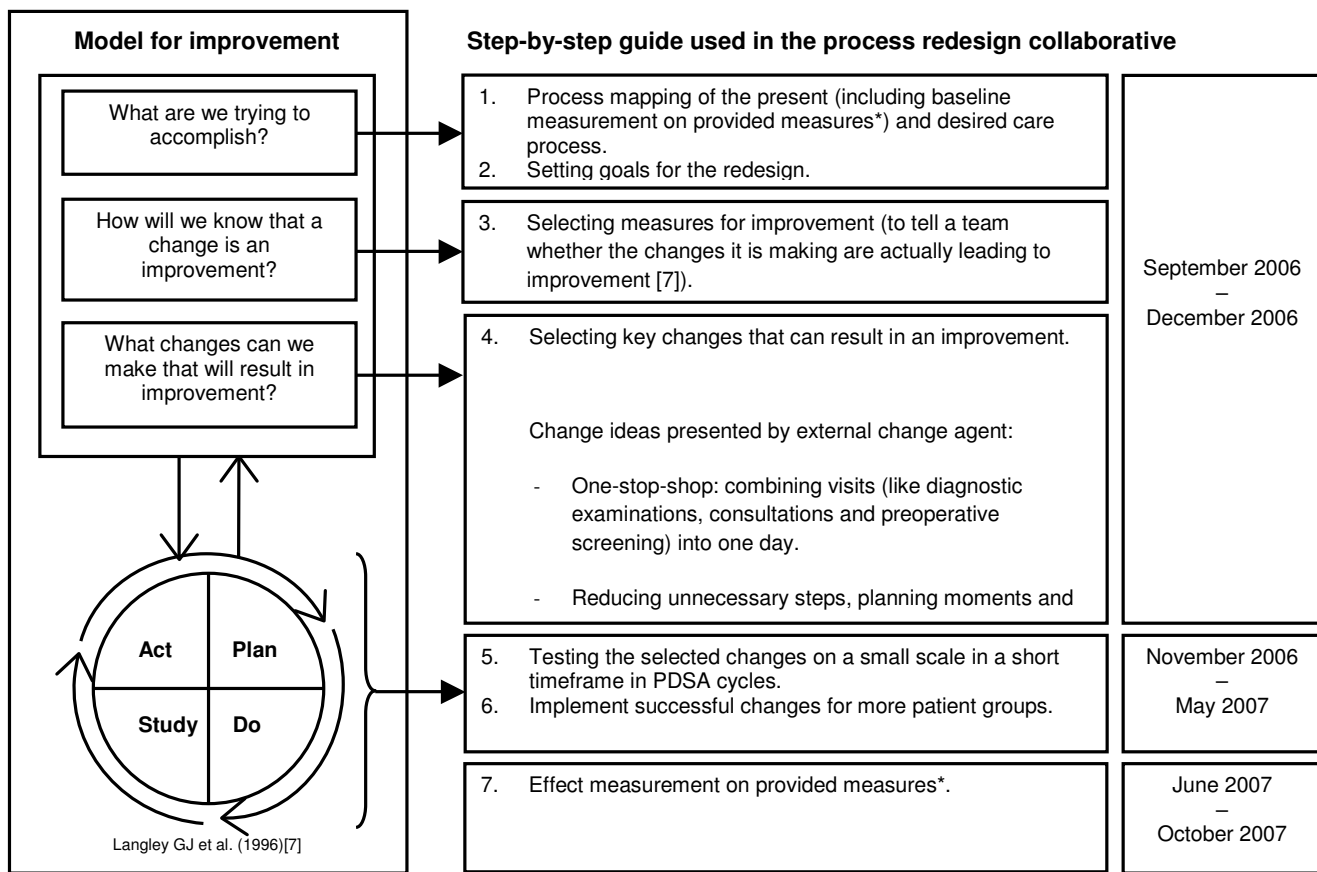 Model for improvement
What are we trying to
accomplish?
How will we know that a
change is an
improvement?
What changes can we
make that will result in
improvement?
Act
Plan
Study
Do
Langley GJ et al. (1996)[7]
Step-by-step guide used in the process redesign collaborative
1. Process mapping of the present (including baseline
measurement on provided measures*) and desired care
process.
2. Setting goals for the redesign.
3. Selecting measures for improvement (to tell a team
whether the changes it is making are actually leading to
improvement [7]).
4. Selecting key changes that can result in an improvement.
Change ideas presented by external change agent:
- One-stop-shop: combining visits (like diagnostic
examinations, consultations and preoperative
screening) into one day.
- Reducing unnecessary steps, planning moments and
5. Testing the selected changes on a small scale in a short
timeframe in PDSA cycles.
6. Implement successful changes for more patient groups.
7. Effect measurement on provided measures*.
September 2006
–
December 2006
November 2006
–
May 2007
June 2007
–
October 2007